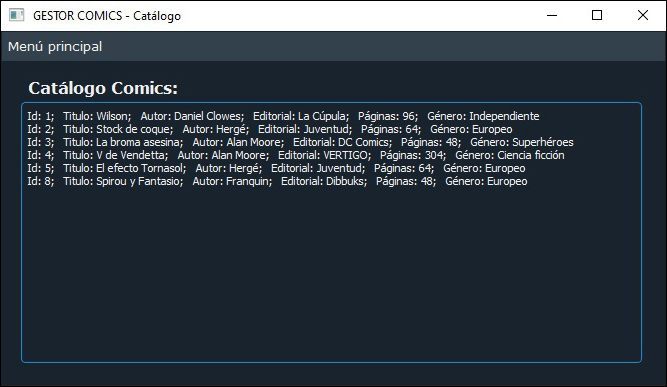 GESTOR COMICS - Catálogo
Menú principal
Catálogo Comics:
Id: 1; Titulo: Wilson; Autor: Daniel Clowes; Editorial: La Cúpula; Páginas: 96; Género: Independiente
Id: 2; Titulo: Stock de coque; Autor: Hergé; Editorial: Juventud; Páginas: 64; Género: Europeo
Id: 3; Titulo: La broma asesina; Autor: Alan Moore; Editorial: DC Comics; Páginas: 48; Género: Superhéroes
Id: 4; Titulo: V de Vendetta; Autor: Alan Moore; Editorial: VERTIGO; Páginas: 304; Género: Ciencia ficción
Id: 5; Titulo: El efecto Tornasol; Autor: Hergé; Editorial: Juventud; Páginas: 64; Género: Europeo
Id: 8; Titulo: Spirou y Fantasio; Autor: Franquin; Editorial: Dibbuks; Páginas: 48; Género: Europeo